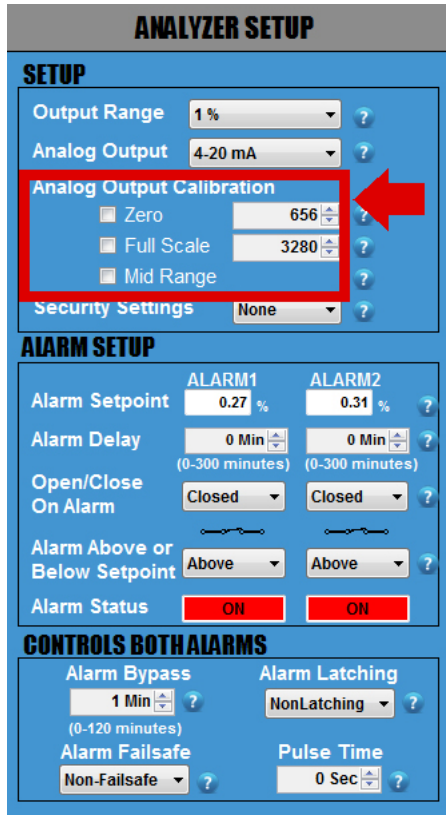 ANALYZER SETUP
SETUP
Output Range 1 % ?
Analog Output 4-20 mA ?
Analog Output Calibration
Zero 656 ?
Full Scale 3280 ?
Mid Range ?
Security Settings None ?
ALARM SETUP
ALARM1 ALARM2
Alarm Setpoint 0.27 % 0.31 % ?
Alarm Delay 0 Min 0 Min ?
(0-300 minutes) (0-300 minutes)
Open/Close
On Alarm Closed Closed ?
Alarm Above or
Below Setpoint Above Above ?
Alarm Status ON ON
CONTROLS BOTH ALARMS
Alarm Bypass Alarm Latching
1 Min ? NonLatching ?
(0-120 minutes)
Alarm Failsafe Pulse Time
Non-Failsafe ? 0 Sec ?